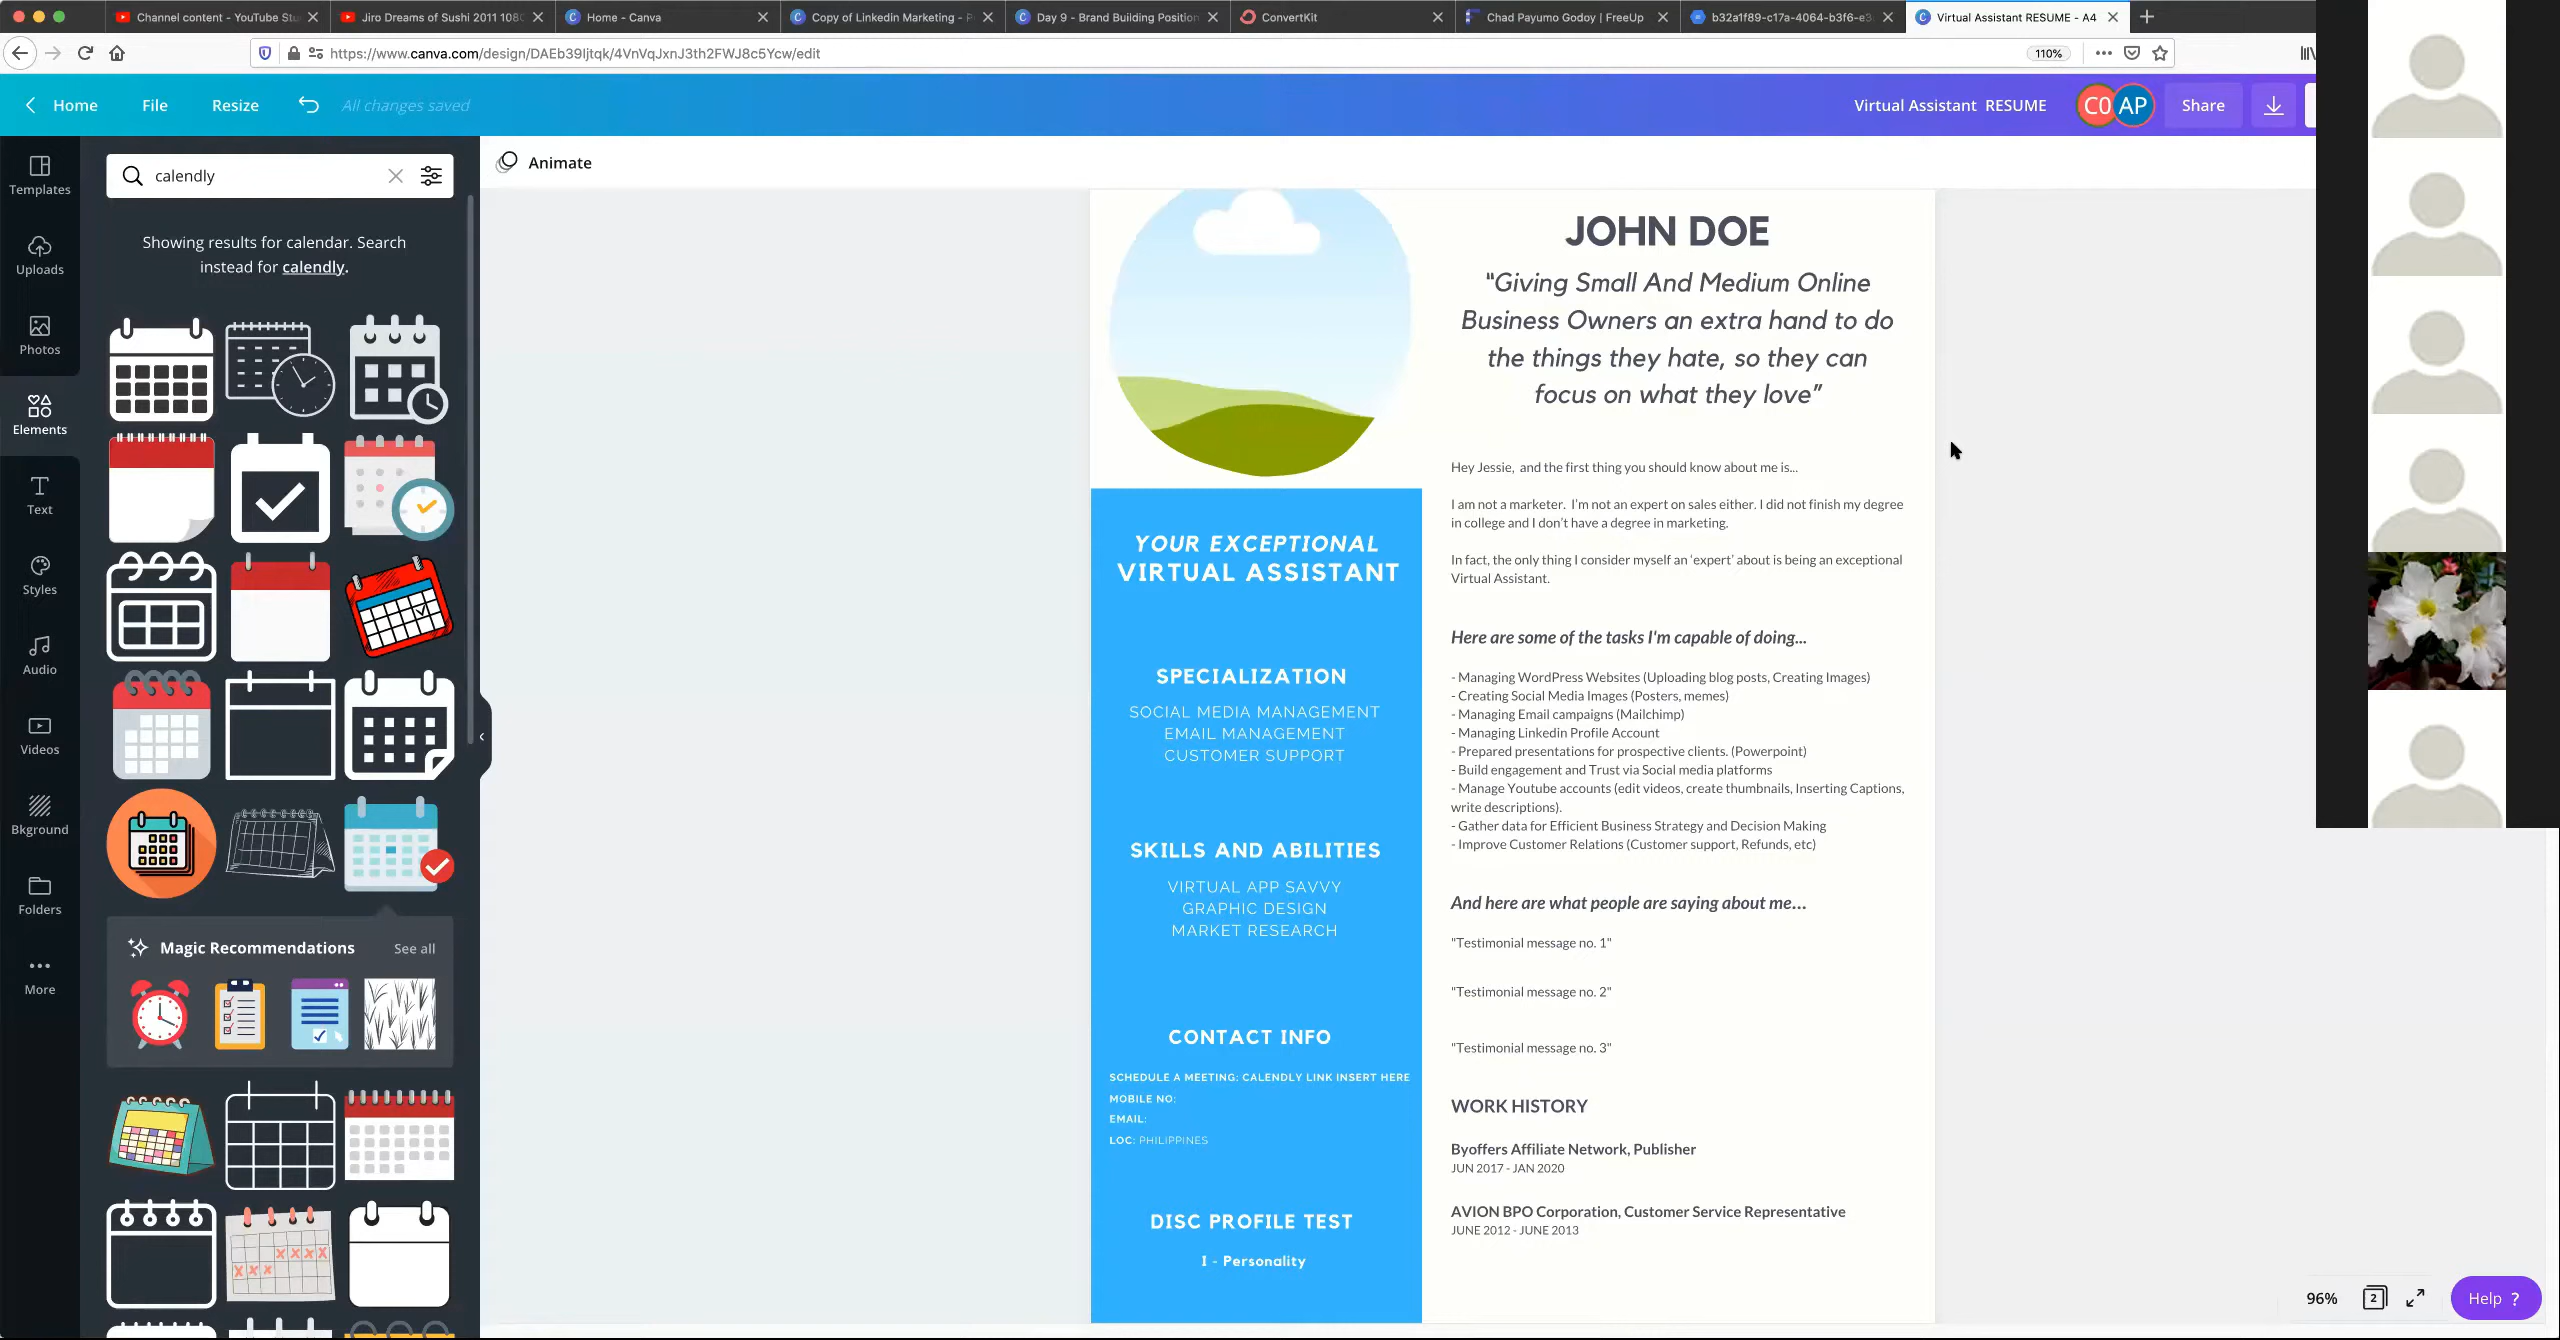 Channel content - YouTube Stu
Jiro Dreams of Sushi 2011 108
Home - Canva
Copy of Linkedin Marketing - P
Day 9 - Brand Building Position
ConvertKit
Chad Payumo Godoy | FreeUp
b32a1f89-c17a-4064-b3f6-e3
Virtual Assistant RESUME - A4
https://www.canva.com/design/DAEb39Ijtqk/4VnVqJxnJ3th2FWJ8c5Ycw/edit
110%
Home
File
Resize
All changes saved
Virtual Assistant RESUME
C0
AP
Share
Templates
Uploads
Photos
Elements
Text
Styles
Audio
Videos
Bkground
Folders
More
calendly
Showing results for calendar. Search
instead for calendly.
Magic Recommendations
See all
Animate
JOHN DOE
"Giving Small And Medium Online
Business Owners an extra hand to do
the things they hate, so they can
focus on what they love"
Hey Jessie, and the first thing you should know about me is...
I am not a marketer. I'm not an expert on sales either. I did not finish my degree
in college and I don't have a degree in marketing.
In fact, the only thing I consider myself an 'expert' about is being an exceptional
Virtual Assistant.
Here are some of the tasks I'm capable of doing...
- Managing WordPress Websites (Uploading blog posts, Creating Images)
- Creating Social Media Images (Posters, memes)
- Managing Email campaigns (Mailchimp)
- Managing Linkedin Profile Account
- Prepared presentations for prospective clients. (Powerpoint)
- Build engagement and Trust via Social media platforms
- Manage Youtube accounts (edit videos, create thumbnails, Inserting Captions,
write descriptions).
- Gather data for Efficient Business Strategy and Decision Making
- Improve Customer Relations (Customer support, Refunds, etc)
And here are what people are saying about me...
"Testimonial message no. 1"
"Testimonial message no. 2"
"Testimonial message no. 3"
WORK HISTORY
Byoffers Affiliate Network, Publisher
JUN 2017 - JAN 2020
AVION BPO Corporation, Customer Service Representative
JUNE 2012 - JUNE 2013
YOUR EXCEPTIONAL
VIRTUAL ASSISTANT
SPECIALIZATION
SOCIAL MEDIA MANAGEMENT
EMAIL MANAGEMENT
CUSTOMER SUPPORT
SKILLS AND ABILITIES
VIRTUAL APP SAVVY
GRAPHIC DESIGN
MARKET RESEARCH
CONTACT INFO
SCHEDULE A MEETING: CALENDLY LINK INSERT HERE
MOBILE NO:
EMAIL:
LOC: PHILIPPINES
DISC PROFILE TEST
I - Personality
96%
2
Help ?